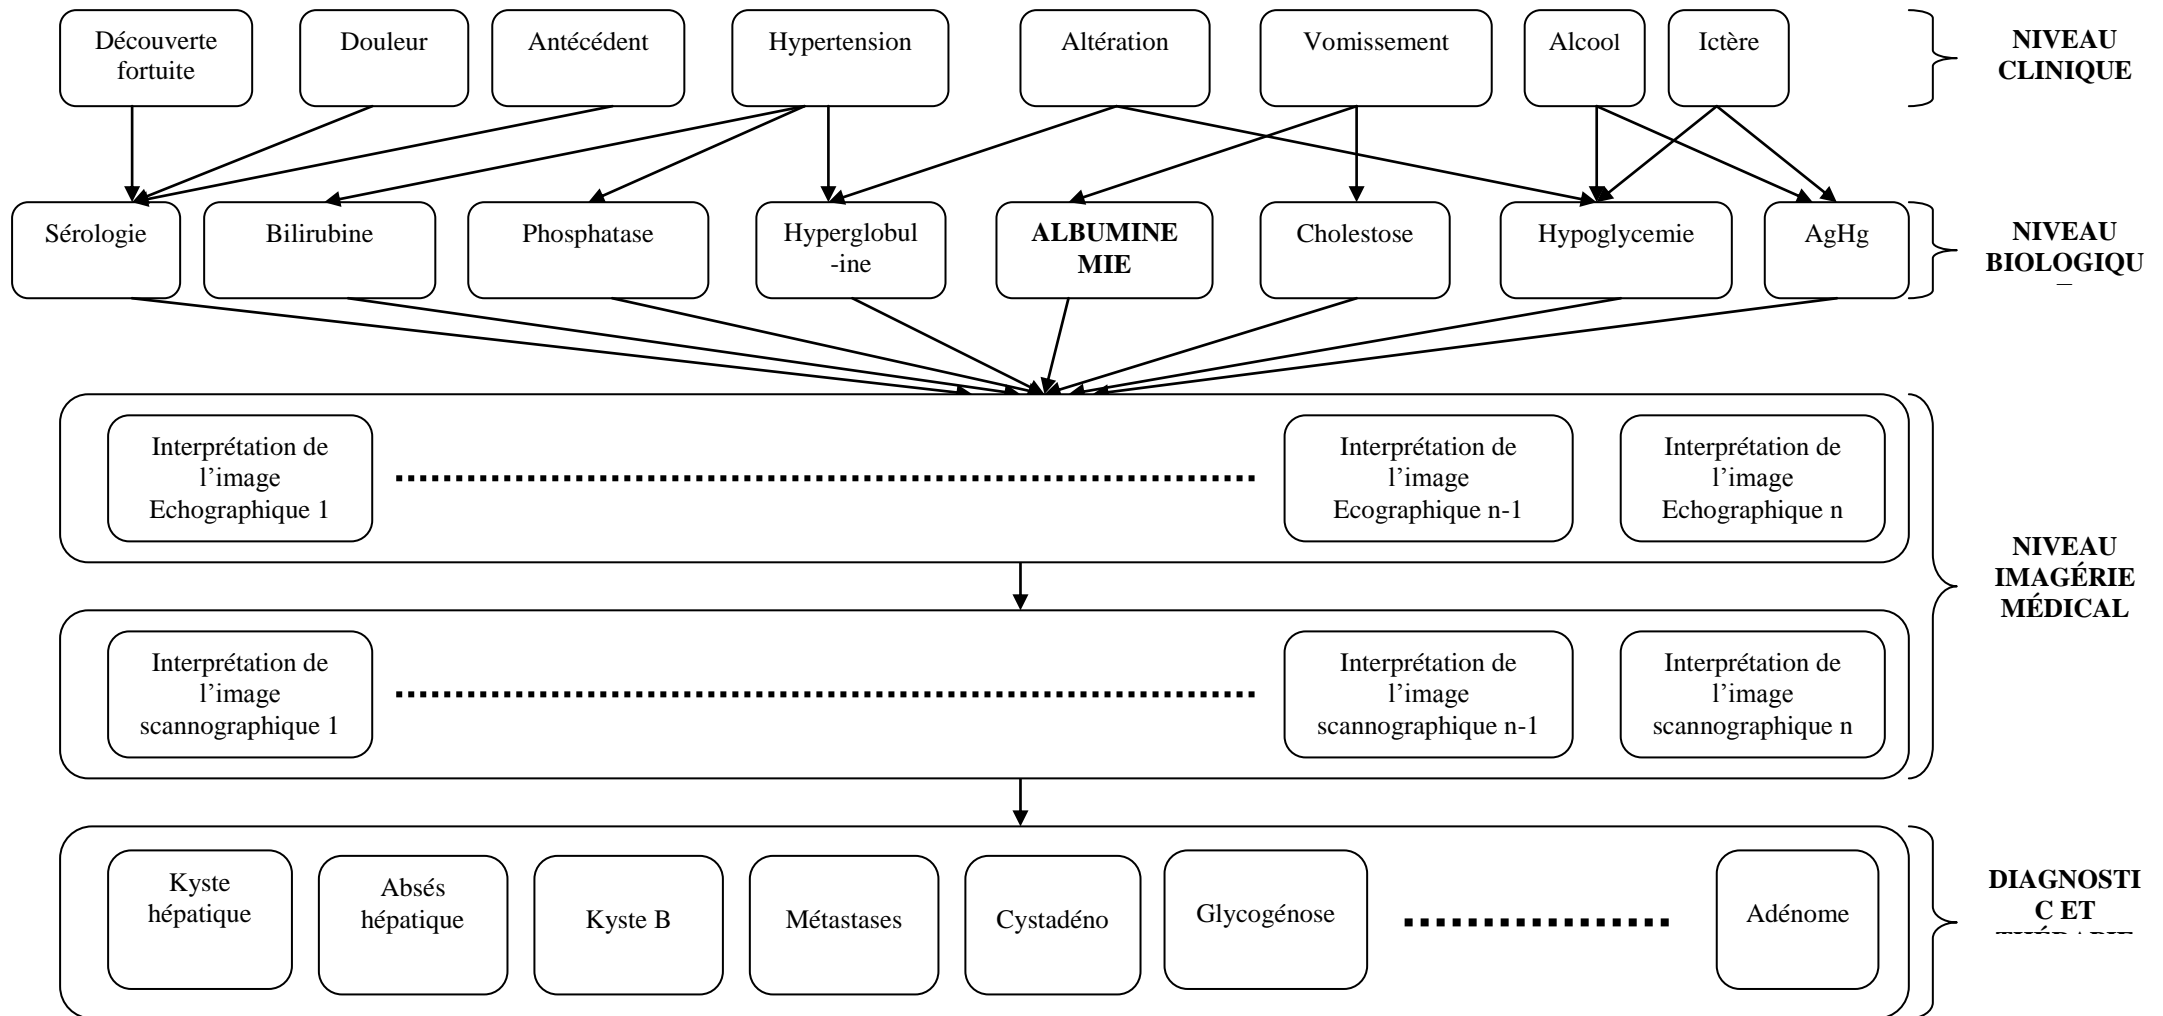 Découverte
fortuite
Douleur
Antécédent
Hypertension
Altération
Vomissement
Alcool
Ictère
NIVEAU
CLINIQUE
Sérologie
Bilirubine
Phosphatase
Hyperglobul
-ine
ALBUMINE
MIE
Cholestose
Hypoglycemie
AgHg
NIVEAU
BIOLOGIQU
Interprétation de
l'image
Echographique 1
Interprétation de
l'image
Ecographique n-1
Interprétation de
l'image
Echographique n
NIVEAU
IMAGÉRIE
MÉDICAL
Interprétation de
l'image
scannographique 1
Interprétation de
l'image
scannographique n-1
Interprétation de
l'image
scannographique n
Kyste
hépatique
Absés
hépatique
Kyste B
Métastases
Cystadéno
Glycogénose
Adénome
DIAGNOSTI
C ET